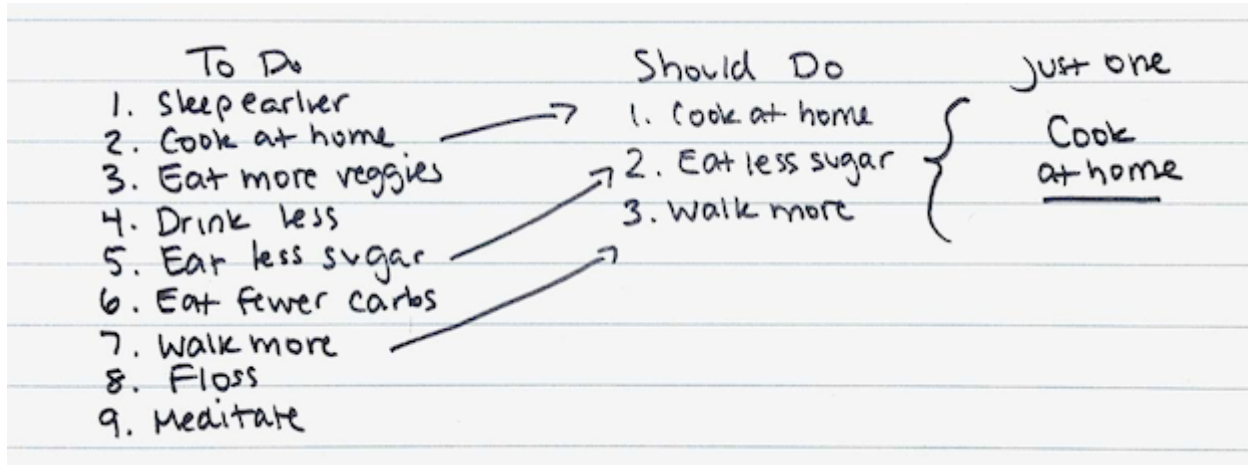 To Do
1. Sleep earlier
2. Cook at home
3. Eat more veggies
4. Drink less
5. Eat less sugar
6. Eat fewer carbs
7. Walk more
8. Floss
9. Meditate
Should Do
1. Cook at home
2. Eat less sugar
3. Walk more
Just one
Cook
at home